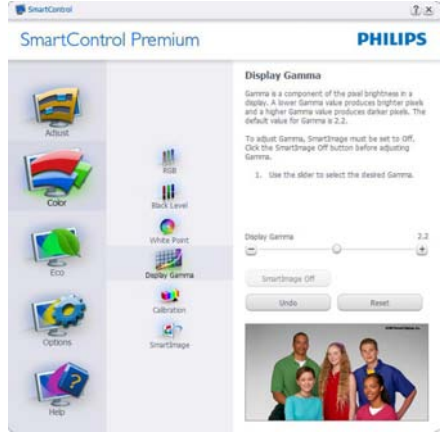 SmartControl
SmartControl Premium
PHILIPS
Adjust
Color
Eco
Options
Help
RGB
Black Level
White Point
Display Gamma
Calibration
SmartImage
Display Gamma
Gamma is a component of the pixel brightness in a
display. A lower Gamma value produces brighter pixels
and a higher Gamma value produces darker pixels. The
default value for Gamma is 2.2.
To adjust Gamma, SmartImage must be set to Off.
Click the SmartImage Off button before adjusting
Gamma.
1. Use the slider to select the desired Gamma.
Display Gamma 2.2
SmartImage Off
Undo Reset